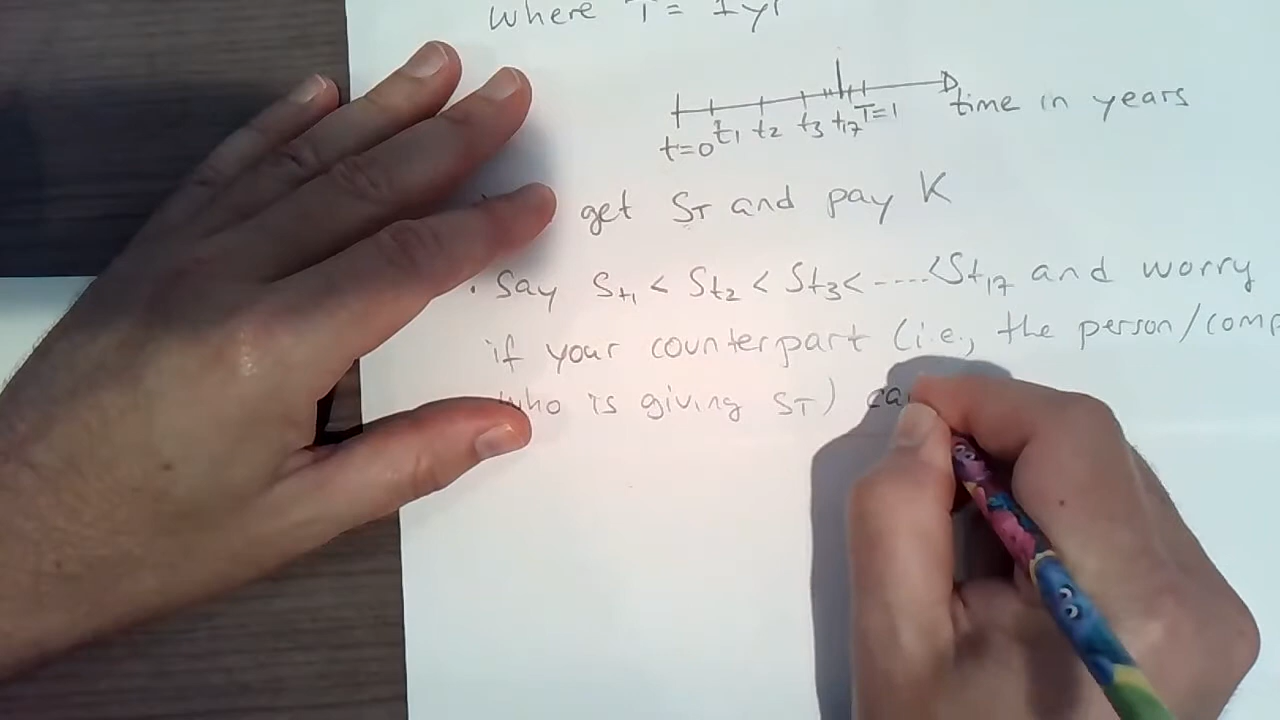 where T = 1yr
time in years
t=0 t1 t2 t3 t17 T=1
get ST and pay K
• Say St1 < St2 < St3 < ----- < St17 and worry
if your counterpart (i.e., the person/comp
who is giving ST) ca